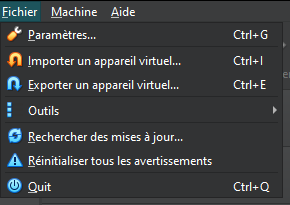 Fichier Machine Aide
Paramètres... Ctrl+G
Importer un appareil virtuel... Ctrl+I
Exporter un appareil virtuel... Ctrl+E
Outils
Rechercher des mises à jour...
Réinitialiser tous les avertissements
Quit Ctrl+Q